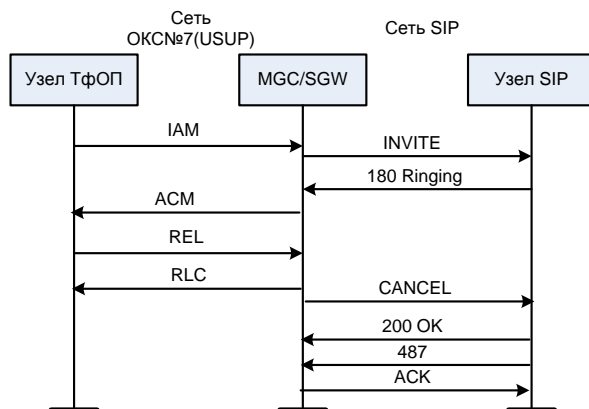 Сеть
ОКС№7(USUP)
Сеть SIP
Узел ТфОП
MGC/SGW
Узел SIP
IAM
INVITE
180 Ringing
ACM
REL
RLC
CANCEL
200 OK
487
ACK